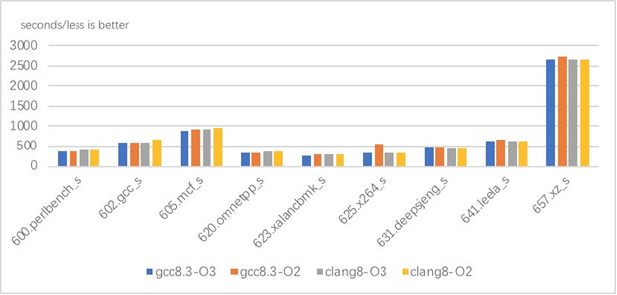 seconds/less is better
3000
2500
2000
1500
1000
500
0
600.perlbench_s
602.gcc_s
605.mcf_s
620.omnetpp_s
623.xalancbmk_s
625.x264_s
631.deepsjeng_s
641.leela_s
657.xz_s
gcc8.3-O3 gcc8.3-O2 clang8-O3 clang8-O2